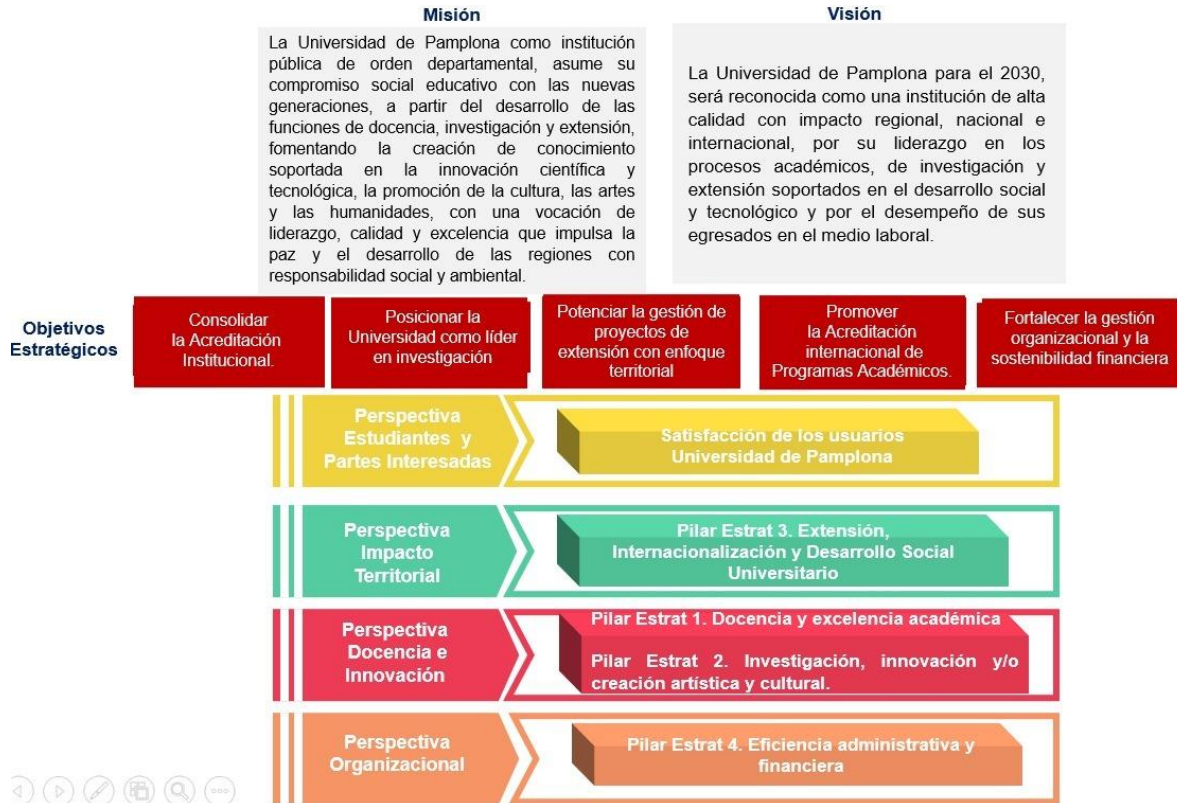 Misión
La Universidad de Pamplona como institución
pública de orden departamental, asume su
compromiso social educativo con las nuevas
generaciones, a partir del desarrollo de las
funciones de docencia, investigación y extensión,
fomentando la creación de conocimiento
soportada en la innovación científica y
tecnológica, la promoción de la cultura, las artes
y las humanidades, con una vocación de
liderazgo, calidad y excelencia que impulsa la
paz y el desarrollo de las regiones con
responsabilidad social y ambiental.
Visión
La Universidad de Pamplona para el 2030,
será reconocida como una institución de alta
calidad con impacto regional, nacional e
internacional, por su liderazgo en los
procesos académicos, de investigación y
extensión soportados en el desarrollo social
y tecnológico y por el desempeño de sus
egresados en el medio laboral.
Objetivos
Estratégicos
Consolidar
la Acreditación
Institucional.
Posicionar la
Universidad como líder
en investigación
Potenciar la gestión de
proyectos de
extensión con enfoque
territorial
Promover
la Acreditación
internacional de
Programas Académicos.
Fortalecer la gestión
organizacional y la
sostenibilidad financiera
Perspectiva
Estudiantes y
Partes Interesadas
Satisfacción de los usuarios
Universidad de Pamplona
Perspectiva
Impacto
Territorial
Pilar Estrat 3. Extensión,
Internacionalización y Desarrollo Social
Universitario
Perspectiva
Docencia e
Innovación
Pilar Estrat 1. Docencia y excelencia académica
Pilar Estrat 2. Investigación, innovación y/o
creación artística y cultural.
Perspectiva
Organizacional
Pilar Estrat 4. Eficiencia administrativa y
financiera